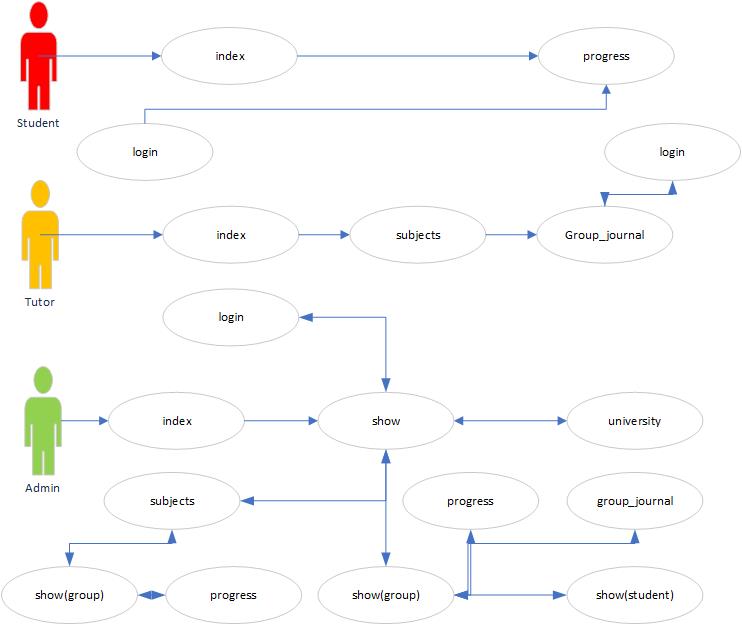 index
progress
Student
login
login
index
subjects
Group_journal
Tutor
login
index
show
university
Admin
subjects
progress
group_journal
show(group)
progress
show(group)
show(student)